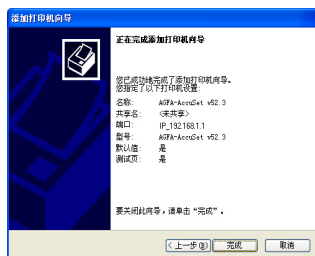 添加打印机向导
正在完成添加打印机向导
您已成功地完成了添加打印机向导。
您指定了以下打印机设置:
名称: AGFA-AccuSet v52.3
共享名: <未共享>
端口: IP_192.168.1.1
型号: AGFA-AccuSet v52.3
默认值: 是
测试页: 是
要关闭此向导，请单击“完成”。
< 上一步(B) 完成 取消